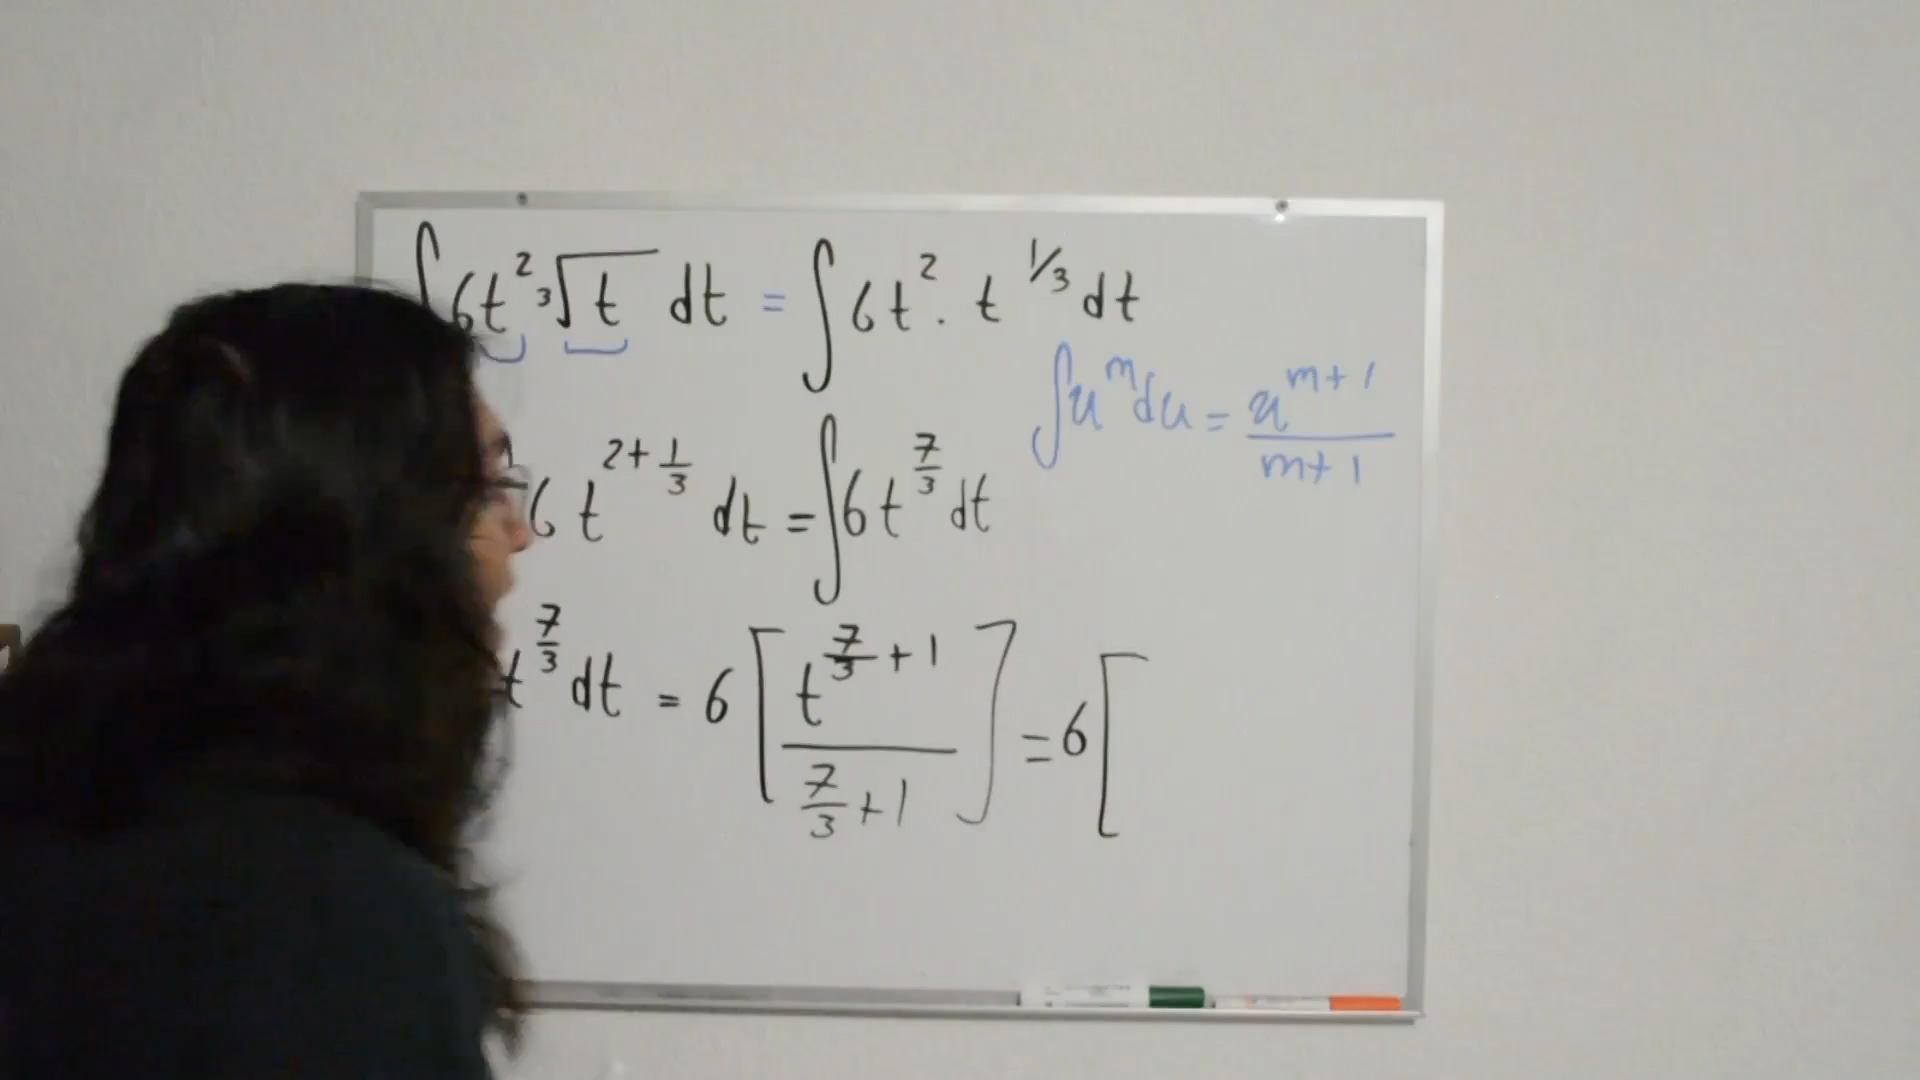 ∫6t² ³√t dt = ∫6t² · t^1/3 dt
∫u^m du = u^m+1 / m+1
6t^2+1/3 dt = ∫6t^7/3 dt
t^7/3 dt = 6[t^7/3+1 / 7/3+1] = 6[